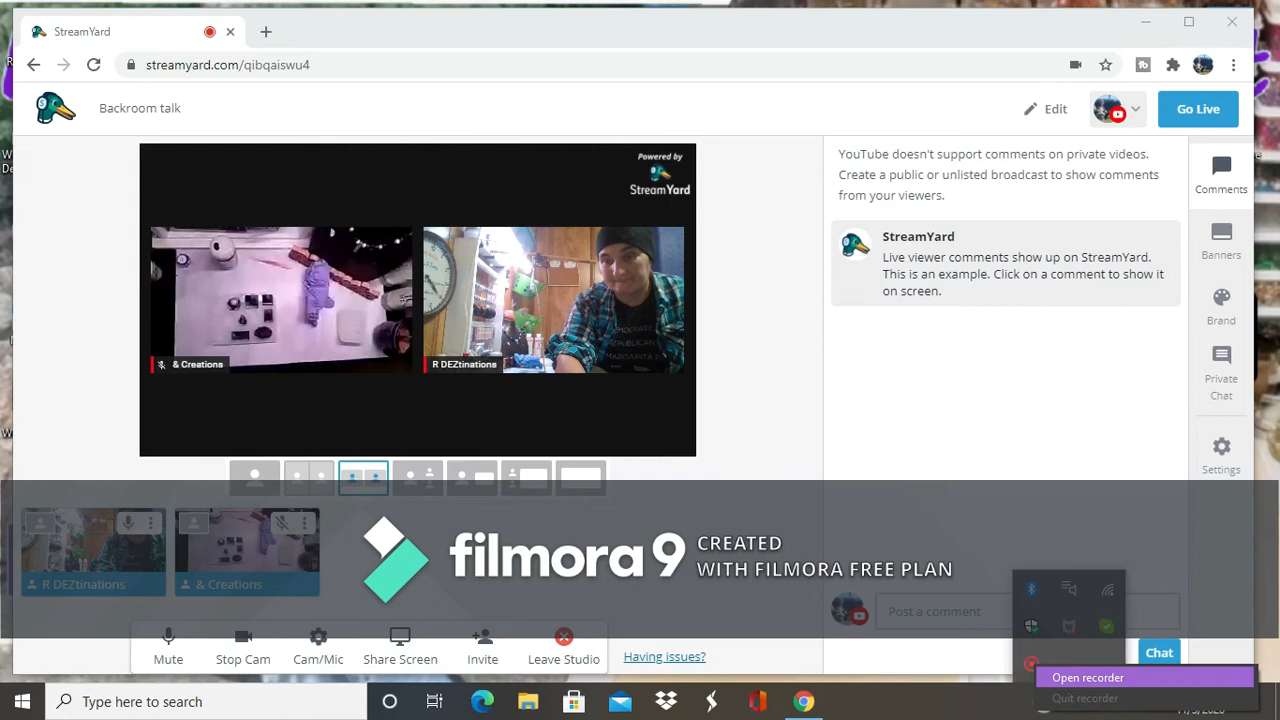 StreamYard
streamyard.com/qibqaiswu4
Backroom talk
Edit
Go Live
Powered by
StreamYard
& Creations
R DEZtinations
DEMOCRATIC
REPUBLICAN
YouTube doesn't support comments on private videos.
Create a public or unlisted broadcast to show comments
from your viewers.
StreamYard
Live viewer comments show up on StreamYard.
This is an example. Click on a comment to show it
on screen.
Comments
Banners
Brand
Private
Chat
Settings
R DEZtinations
& Creations
filmora9
CREATED
WITH FILMORA FREE PLAN
Post a comment
Chat
Mute
Stop Cam
Cam/Mic
Share Screen
Invite
Leave Studio
Having issues?
Open recorder
Quit recorder
Type here to search